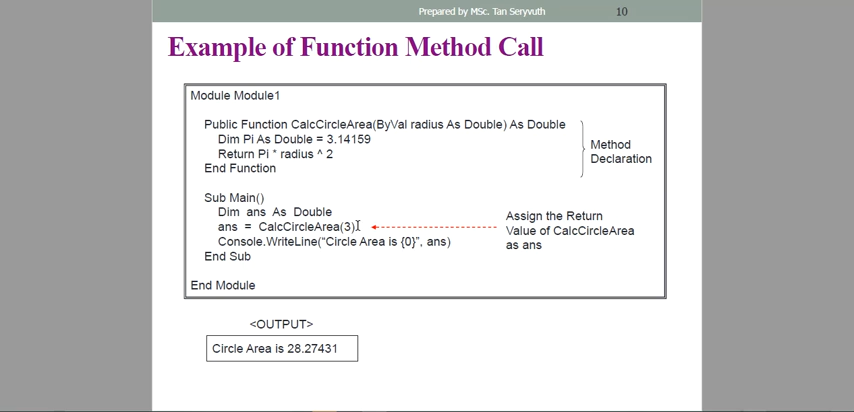 Prepared by MSc. Tan Seryvuth 10
Example of Function Method Call
Module Module1
Public Function CalcCircleArea(ByVal radius As Double) As Double
Dim Pi As Double = 3.14159
Return Pi * radius ^ 2
End Function
Method
Declaration
Sub Main()
Dim ans As Double
ans = CalcCircleArea(3)
Console.WriteLine(“Circle Area is {0}”, ans)
End Sub
Assign the Return
Value of CalcCircleArea
as ans
End Module
<OUTPUT>
Circle Area is 28.27431